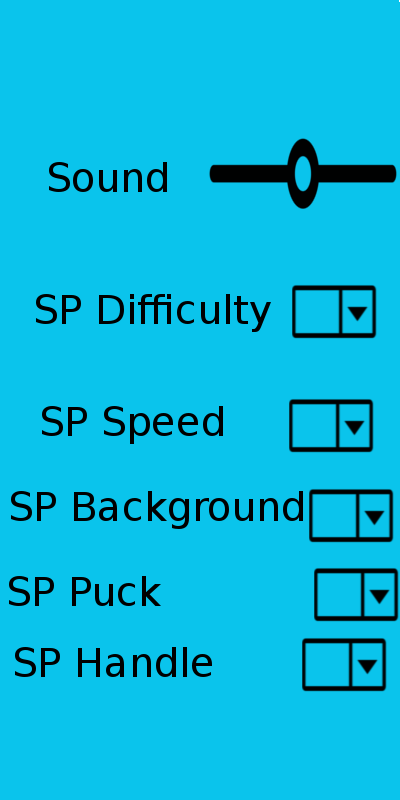 Sound
SP Difficulty
SP Speed
SP Background
SP Puck
SP Handle